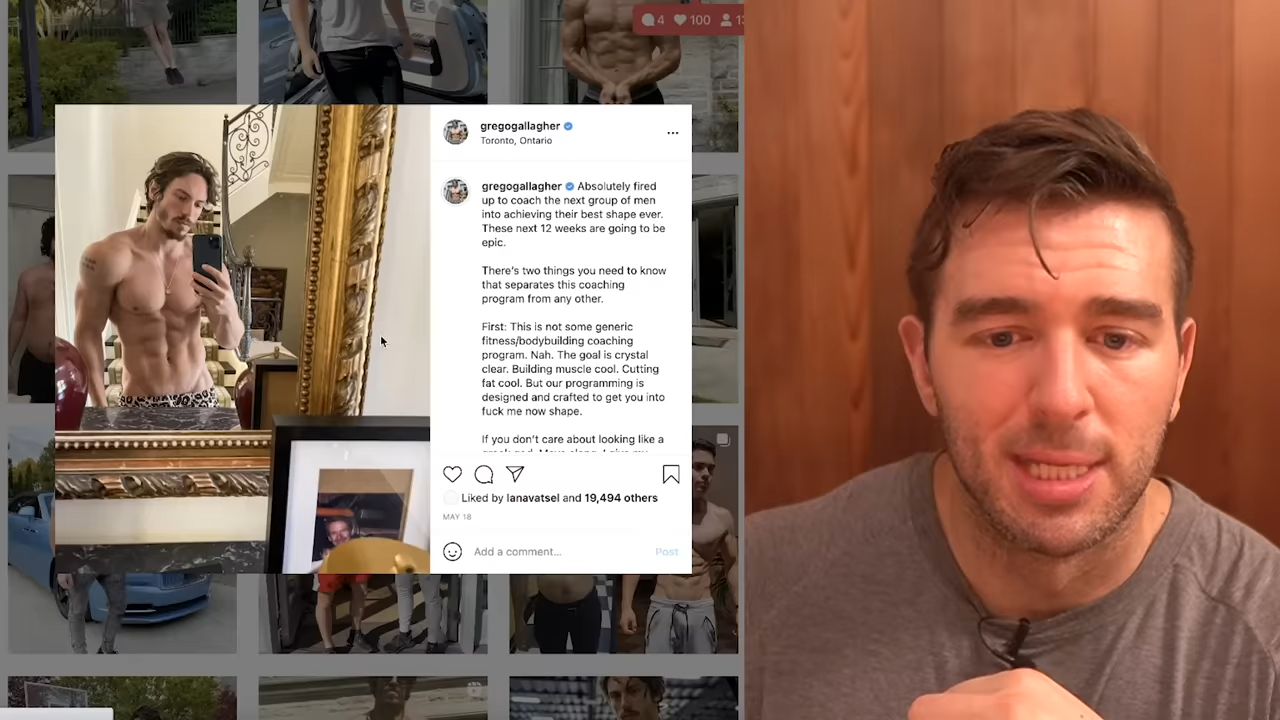 4 100 13
gregogallagher
Toronto, Ontario
gregogallagher Absolutely fired
up to coach the next group of men
into achieving their best shape ever.
These next 12 weeks are going to be
epic.
There's two things you need to know
that separates this coaching
program from any other.
First: This is not some generic
fitness/bodybuilding coaching
program. Nah. The goal is crystal
clear. Building muscle cool. Cutting
fat cool. But our programming is
designed and crafted to get you into
fuck me now shape.
If you don't care about looking like a
Liked by lanavatsel and 19,494 others
MAY 18
Add a comment... Post